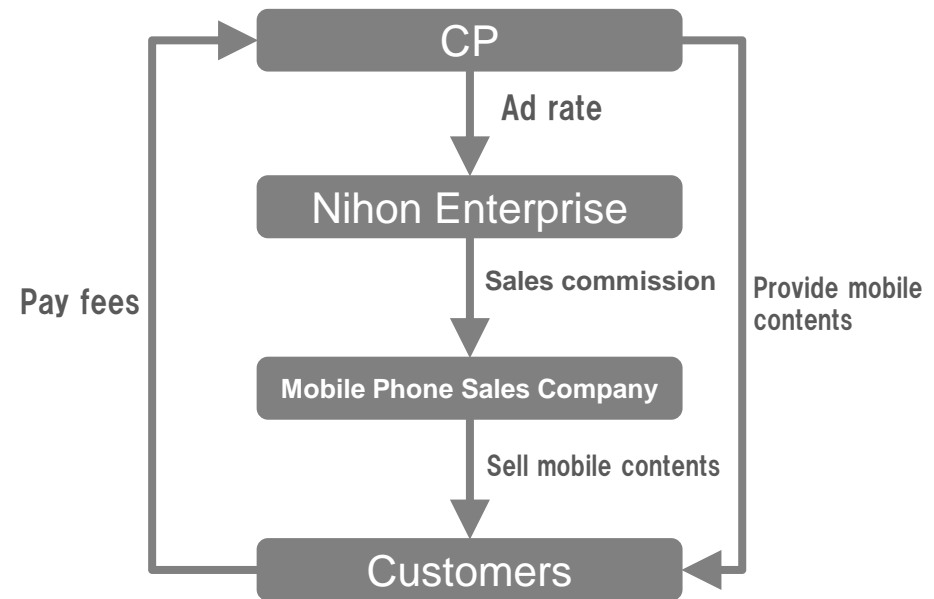 CP
Ad rate
Nihon Enterprise
Sales commission
Pay fees
Provide mobile
contents
Mobile Phone Sales Company
Sell mobile contents
Customers